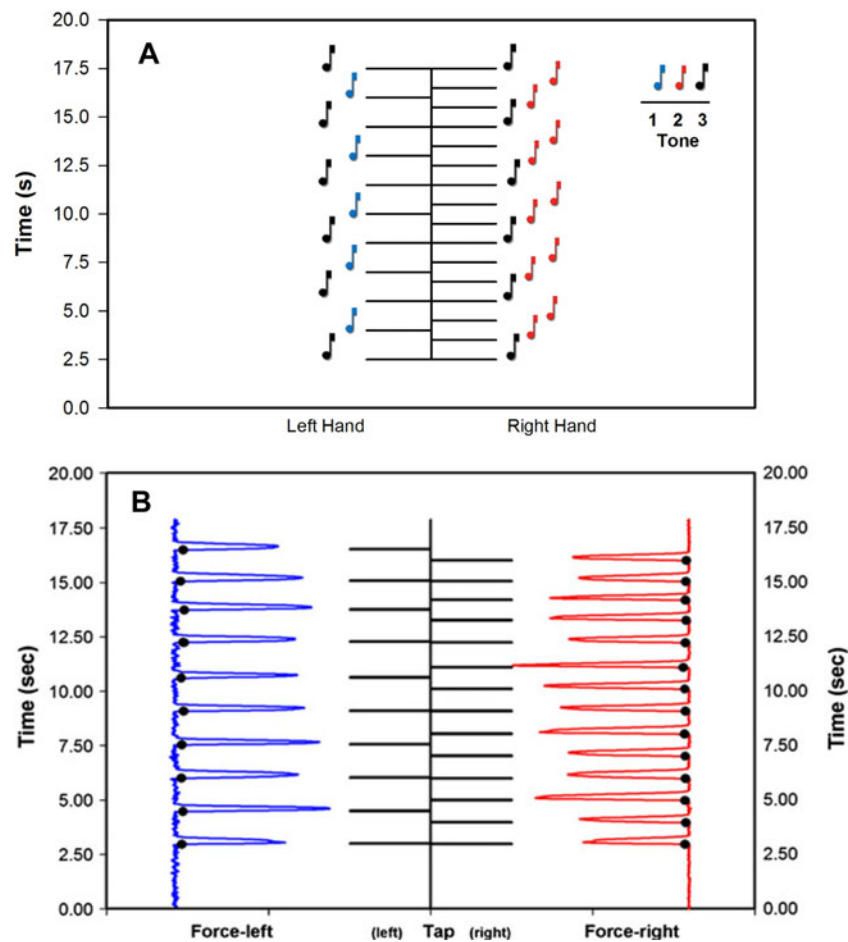 A
20.0
17.5
15.0
12.5
10.0
7.5
5.0
2.5
0.0
Time (s)
1 2 3
Tone
Left Hand Right Hand
B
20.00 20.00
17.50 17.50
15.00 15.00
12.50 12.50
10.00 10.00
7.50 7.50
5.00 5.00
2.50 2.50
0.00 0.00
Time (sec) Time (sec)
Force-left (left) Tap (right) Force-right